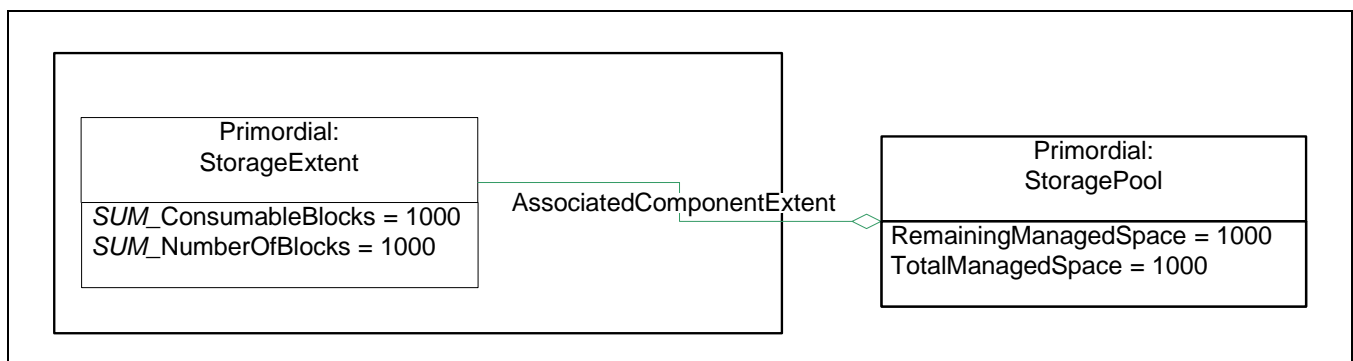 Primordial:
StorageExtent
SUM_ConsumableBlocks = 1000
SUM_NumberOfBlocks = 1000
AssociatedComponentExtent
Primordial:
StoragePool
RemainingManagedSpace = 1000
TotalManagedSpace = 1000